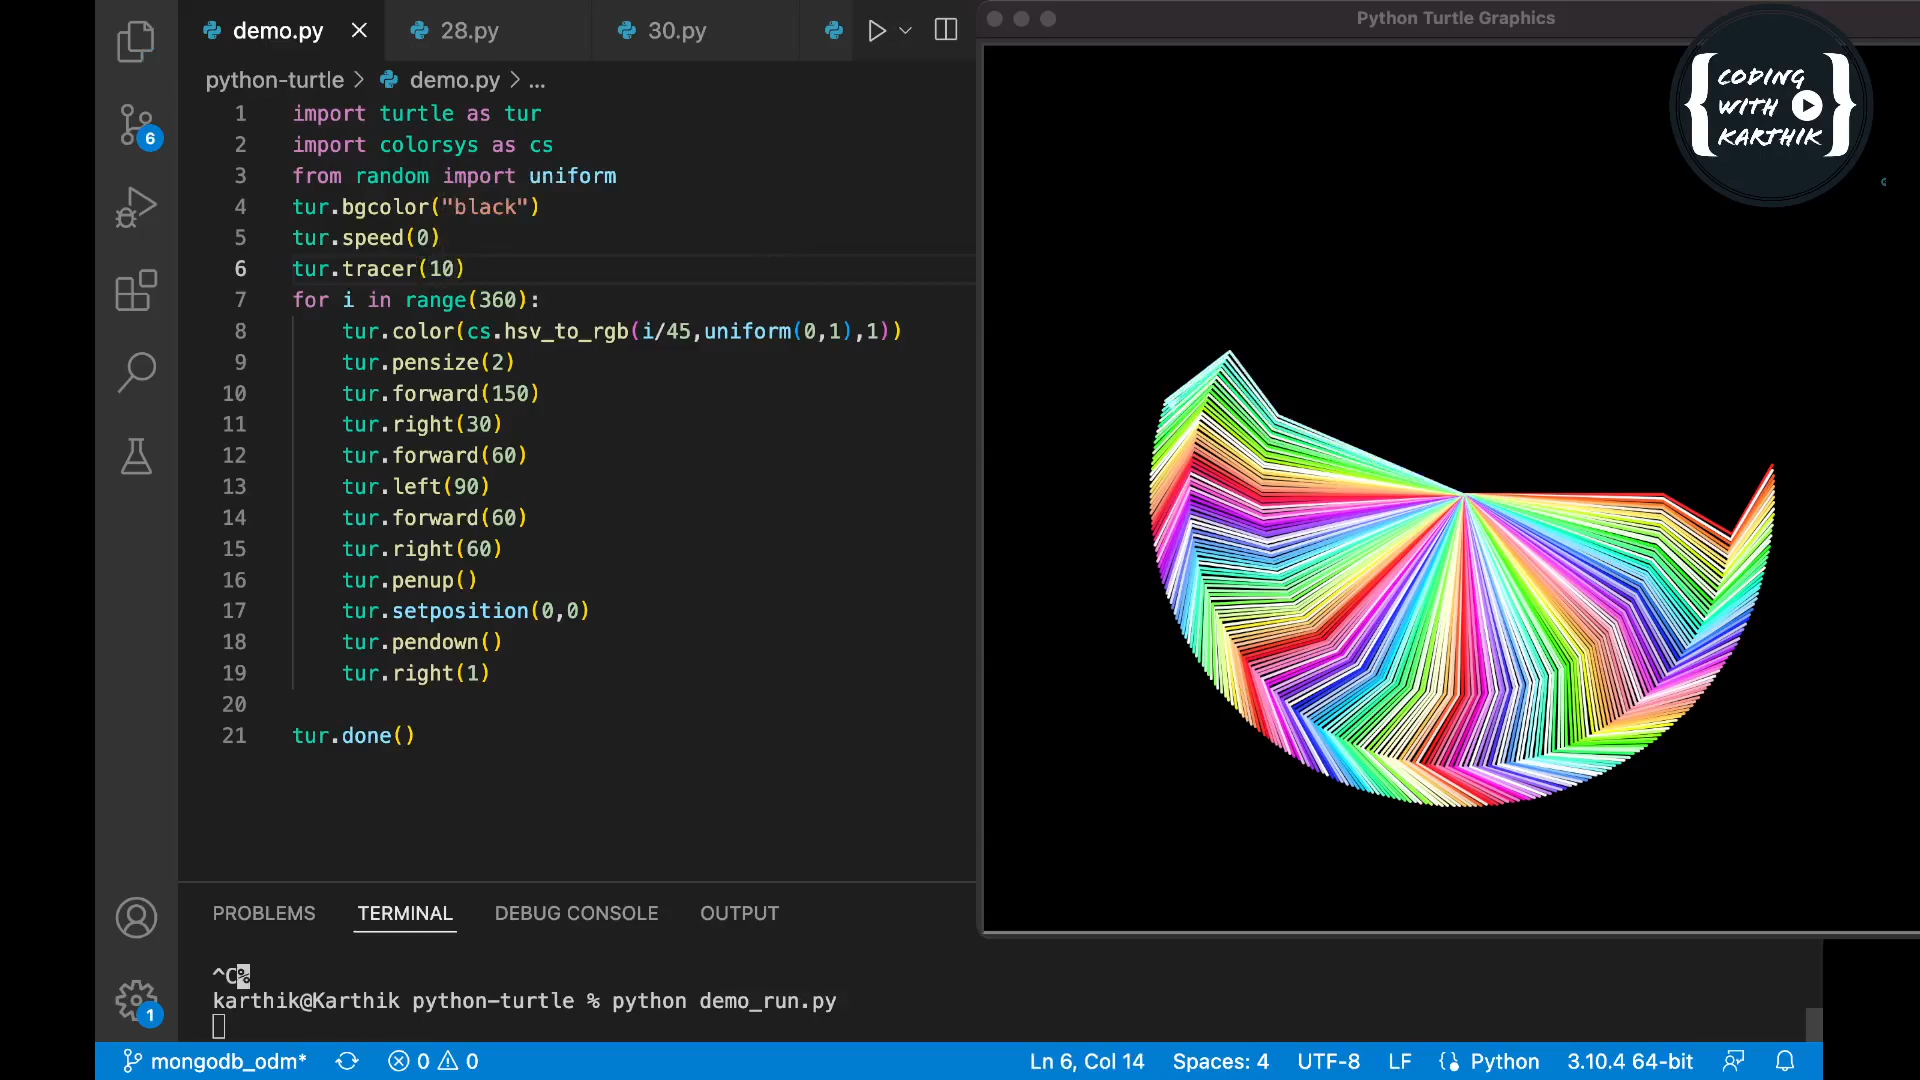 demo.py
28.py
30.py
Python Turtle Graphics
CODING
WITH
KARTHIK
python-turtle > demo.py > ...
1 import turtle as tur
2 import colorsys as cs
3 from random import uniform
4 tur.bgcolor("black")
5 tur.speed(0)
6 tur.tracer(10)
7 for i in range(360):
8 tur.color(cs.hsv_to_rgb(i/45,uniform(0,1),1))
9 tur.pensize(2)
10 tur.forward(150)
11 tur.right(30)
12 tur.forward(60)
13 tur.left(90)
14 tur.forward(60)
15 tur.right(60)
16 tur.penup()
17 tur.setposition(0,0)
18 tur.pendown()
19 tur.right(1)
20
21 tur.done()
6
PROBLEMS TERMINAL DEBUG CONSOLE OUTPUT
^C%
karthik@Karthik python-turtle % python demo_run.py
1
mongodb_odm* 0 0 Ln 6, Col 14 Spaces: 4 UTF-8 LF Python 3.10.4 64-bit